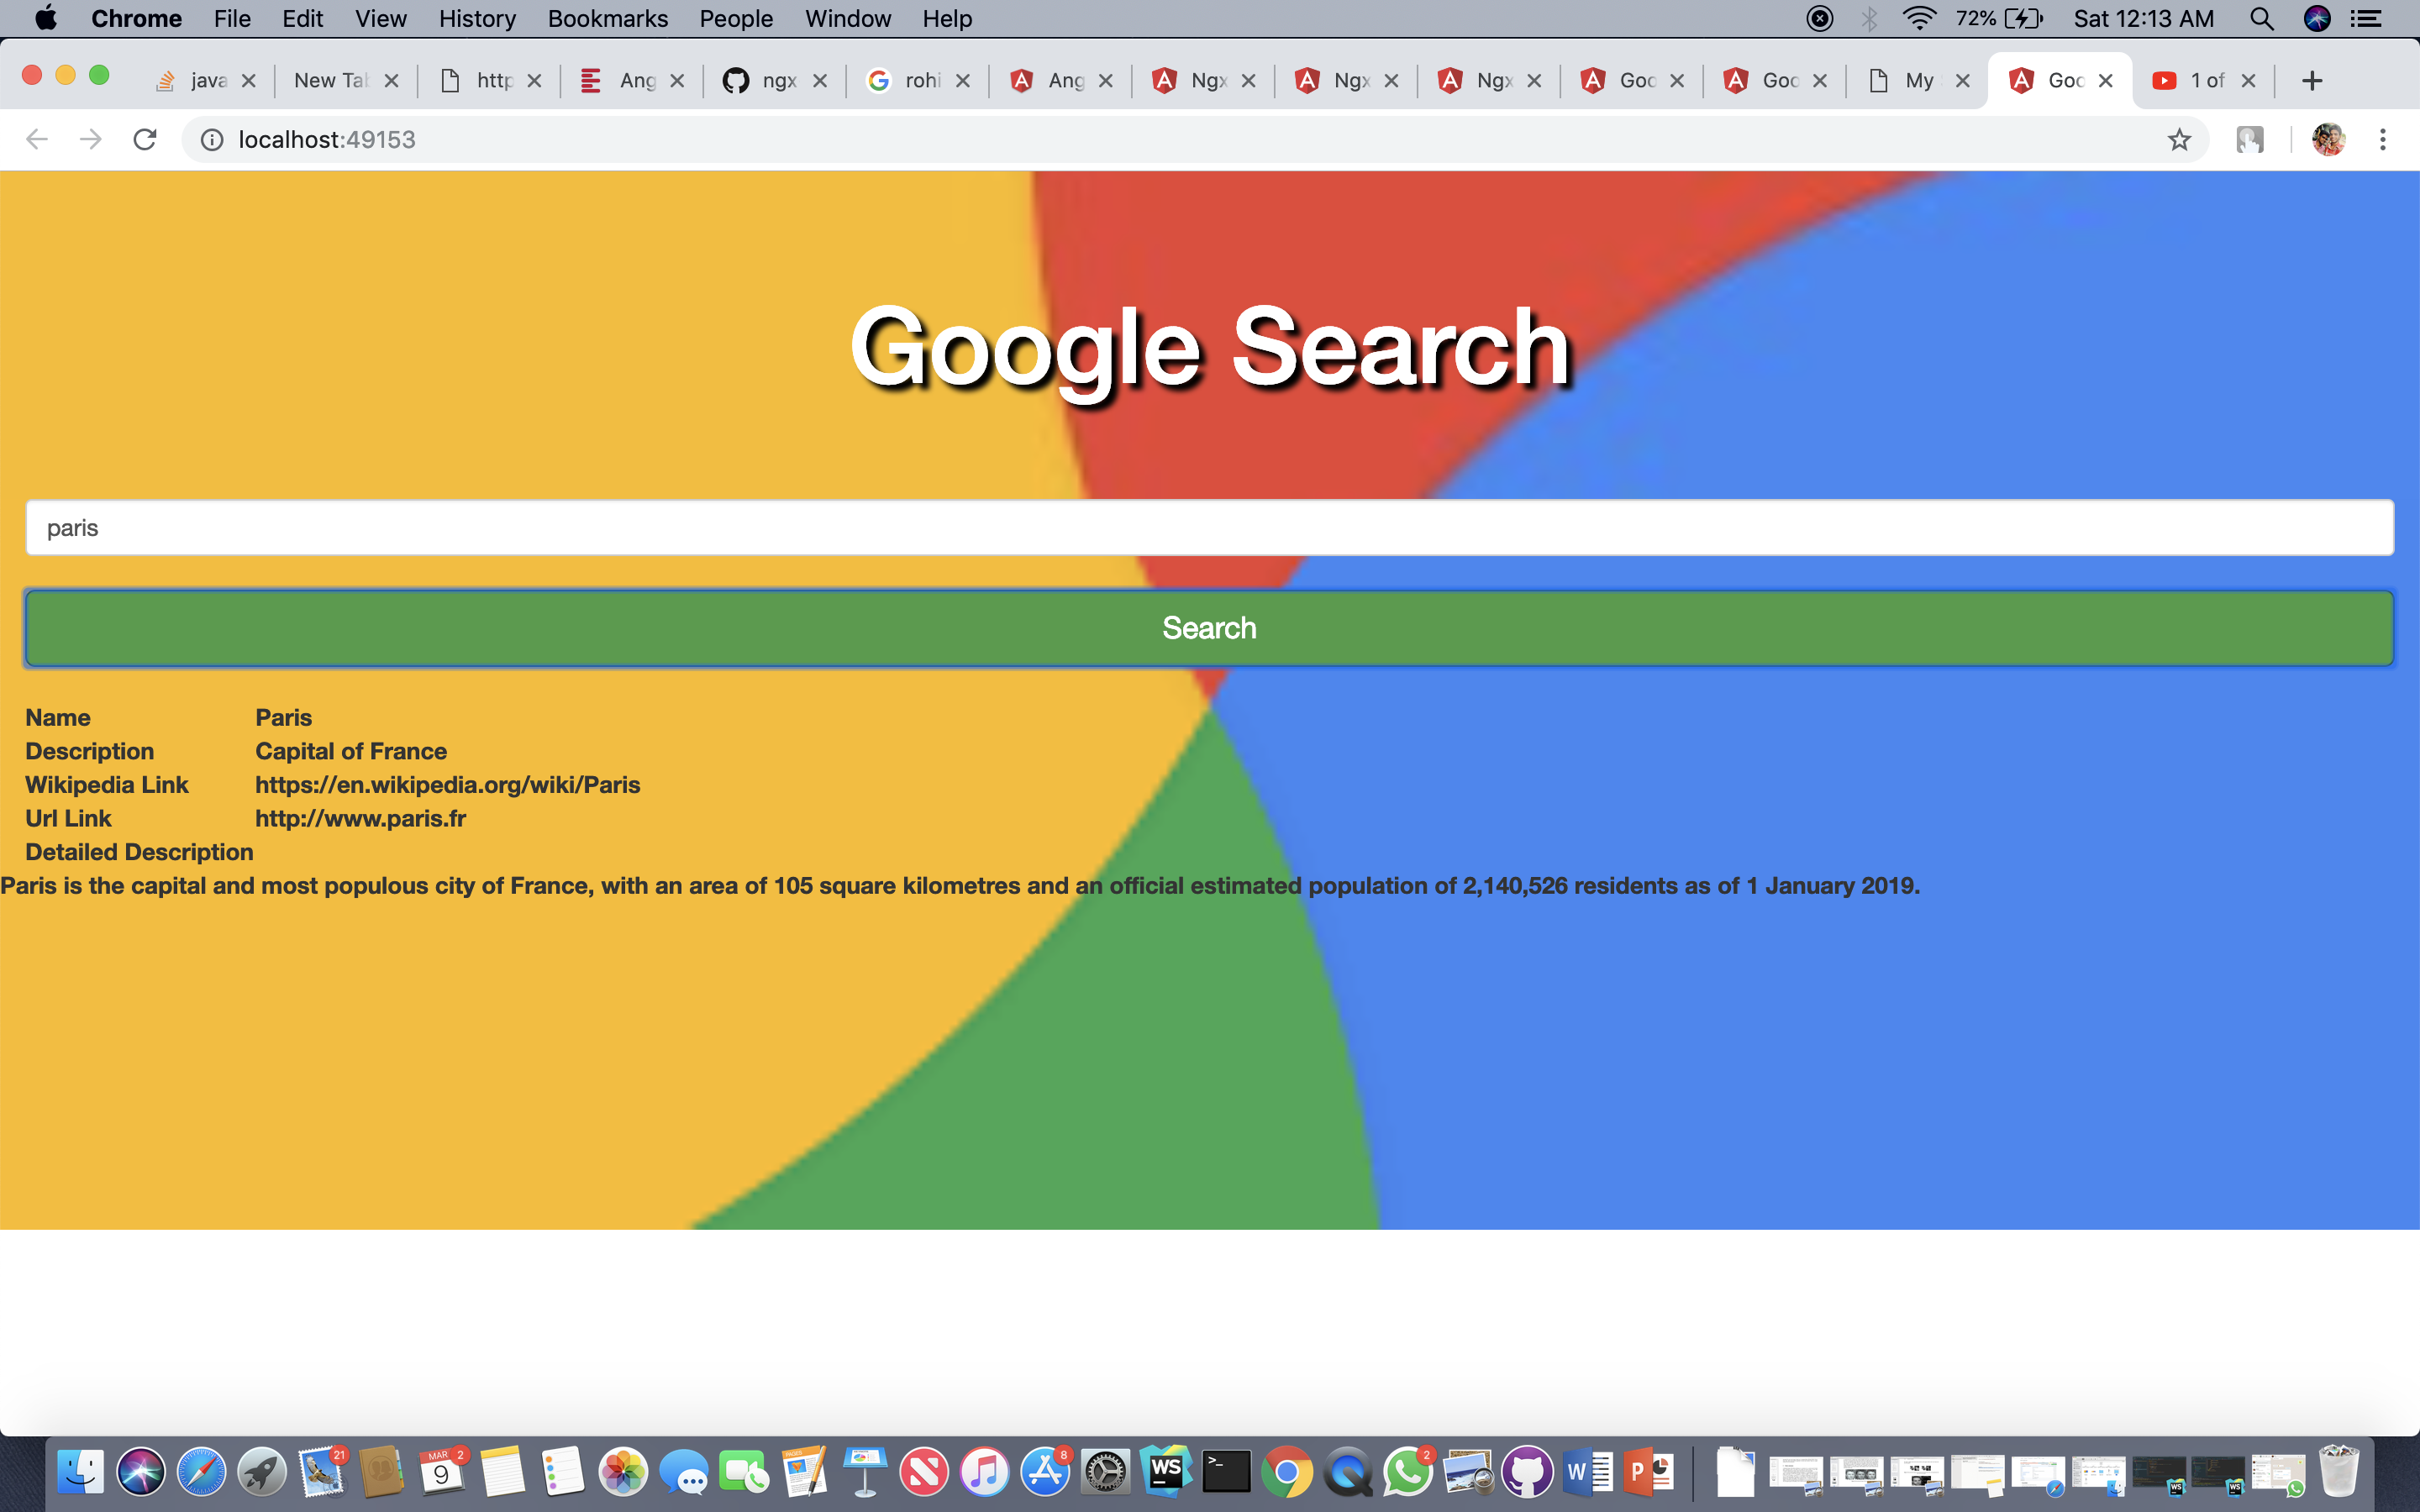 Chrome File Edit View History Bookmarks People Window Help 72% Sat 12:13 AM
java New Tab http Ang ngx rohi Ang Ngx Ngx Ngx Goo Goo My Goo 1 of
localhost:49153
Google Search
paris
Search
Name Paris
Description Capital of France
Wikipedia Link https://en.wikipedia.org/wiki/Paris
Url Link http://www.paris.fr
Detailed Description
Paris is the capital and most populous city of France, with an area of 105 square kilometres and an official estimated population of 2,140,526 residents as of 1 January 2019.
21 MAR 9 2 PAGES 8 WS >_ 2 W P WS WS